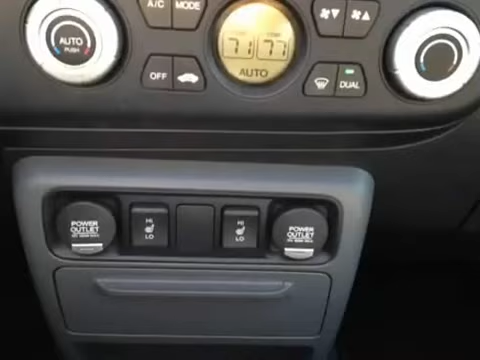 A/C MODE
AUTO
PUSH
71 77
AUTO
OFF
DUAL
POWER
OUTLET
HI
LO
HI
LO
POWER
OUTLET